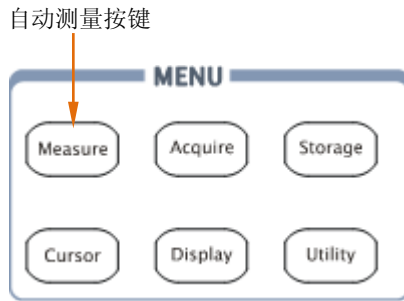 自动测量按键
MENU
Measure Acquire Storage
Cursor Display Utility